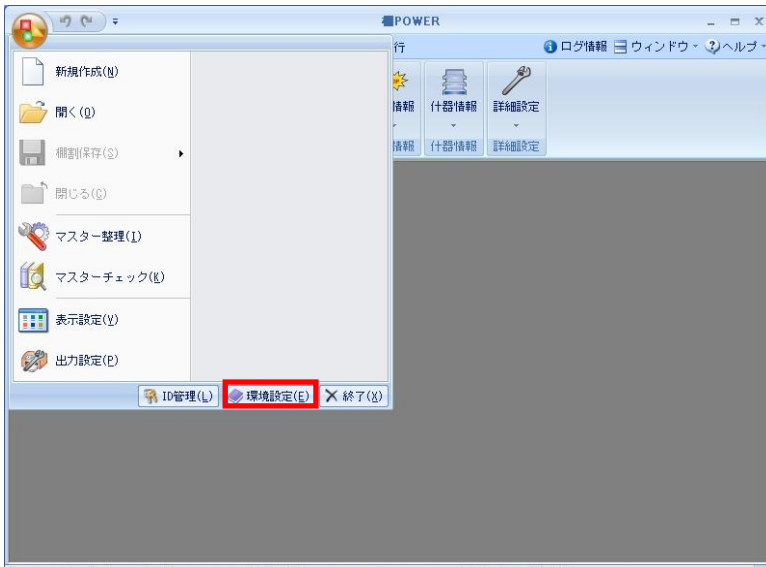 POWER
行
ログ情報 ウィンドウ ヘルプ
新規作成(N)
開く(O)
棚割保存(S)
閉じる(C)
マスター整理(I)
マスターチェック(K)
表示設定(V)
出力設定(P)
情報 什器情報 詳細設定
情報 什器情報 詳細設定
ID管理(L) 環境設定(E) 終了(X)